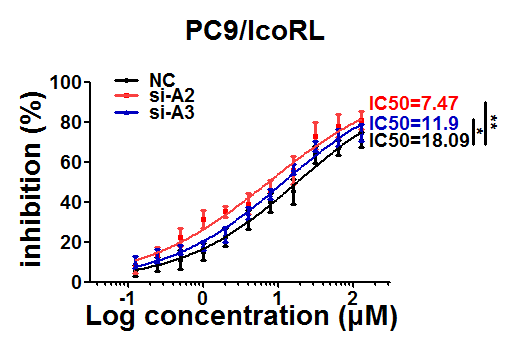 PC9/IcoRL
NC
si-A2
si-A3
IC50=7.47
IC50=11.9
IC50=18.09
*
**
inhibition (%)
100
80
60
40
20
0
-1 0 1 2
Log concentration (μM)